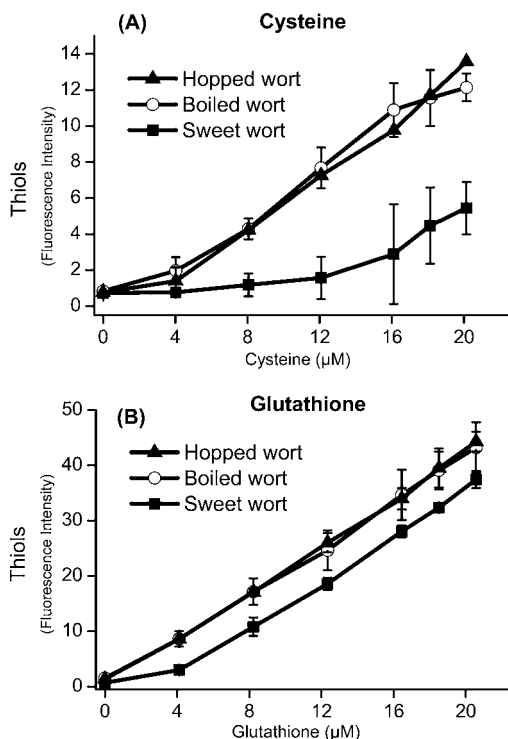 (A) Cysteine
Hopped wort
Boiled wort
Sweet wort
Thiols
(Fluorescence Intensity)
14
12
10
8
6
4
2
0
0 4 8 12 16 20
Cysteine (µM)
(B) Glutathione
Hopped wort
Boiled wort
Sweet wort
Thiols
(Fluorescence Intensity)
50
40
30
20
10
0
0 4 8 12 16 20
Glutathione (µM)